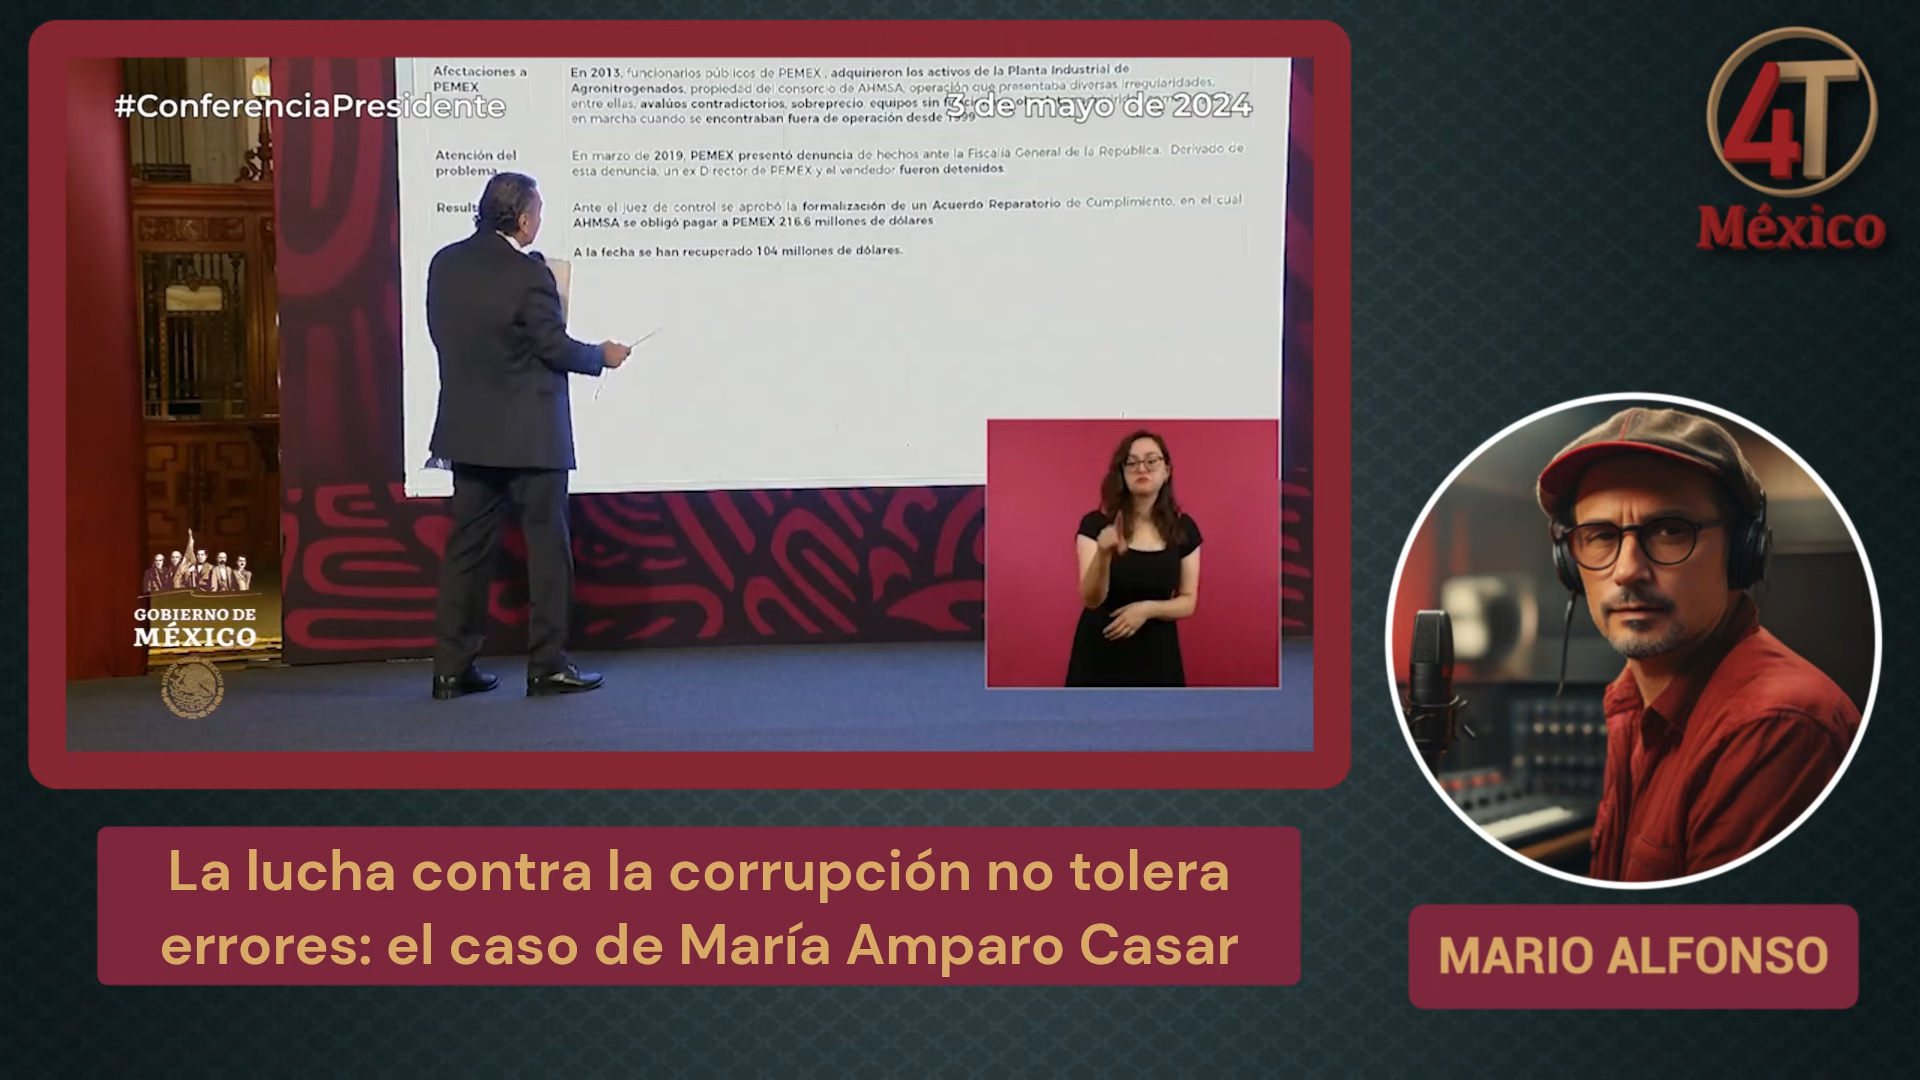 Afectaciones a
PEMEX
En 2013, funcionarios públicos de PEMEX , adquirieron los activos de la Planta Industrial de
Agronitrogenados, propiedad del consorcio de AHMSA, operación que presentaba diversas irregularidades,
entre ellas, avalúos contradictorios, sobreprecio, equipos sin
en marcha cuando se encontraban fuera de operación desde 1999
#ConferenciaPresidente
3 de mayo de 2024
Atención del
problema
En marzo de 2019, PEMEX presentó denuncia de hechos ante la Fiscalía General de la República. Derivado de
esta denuncia, un ex Director de PEMEX y el vendedor fueron detenidos.
Result
Ante el juez de control se aprobó la formalización de un Acuerdo Reparatorio de Cumplimiento, en el cual
AHMSA se obligó pagar a PEMEX 216.6 millones de dólares
A la fecha se han recuperado 104 millones de dólares.
GOBIERNO DE
MÉXICO
4T
México
La lucha contra la corrupción no tolera
errores: el caso de María Amparo Casar
MARIO ALFONSO